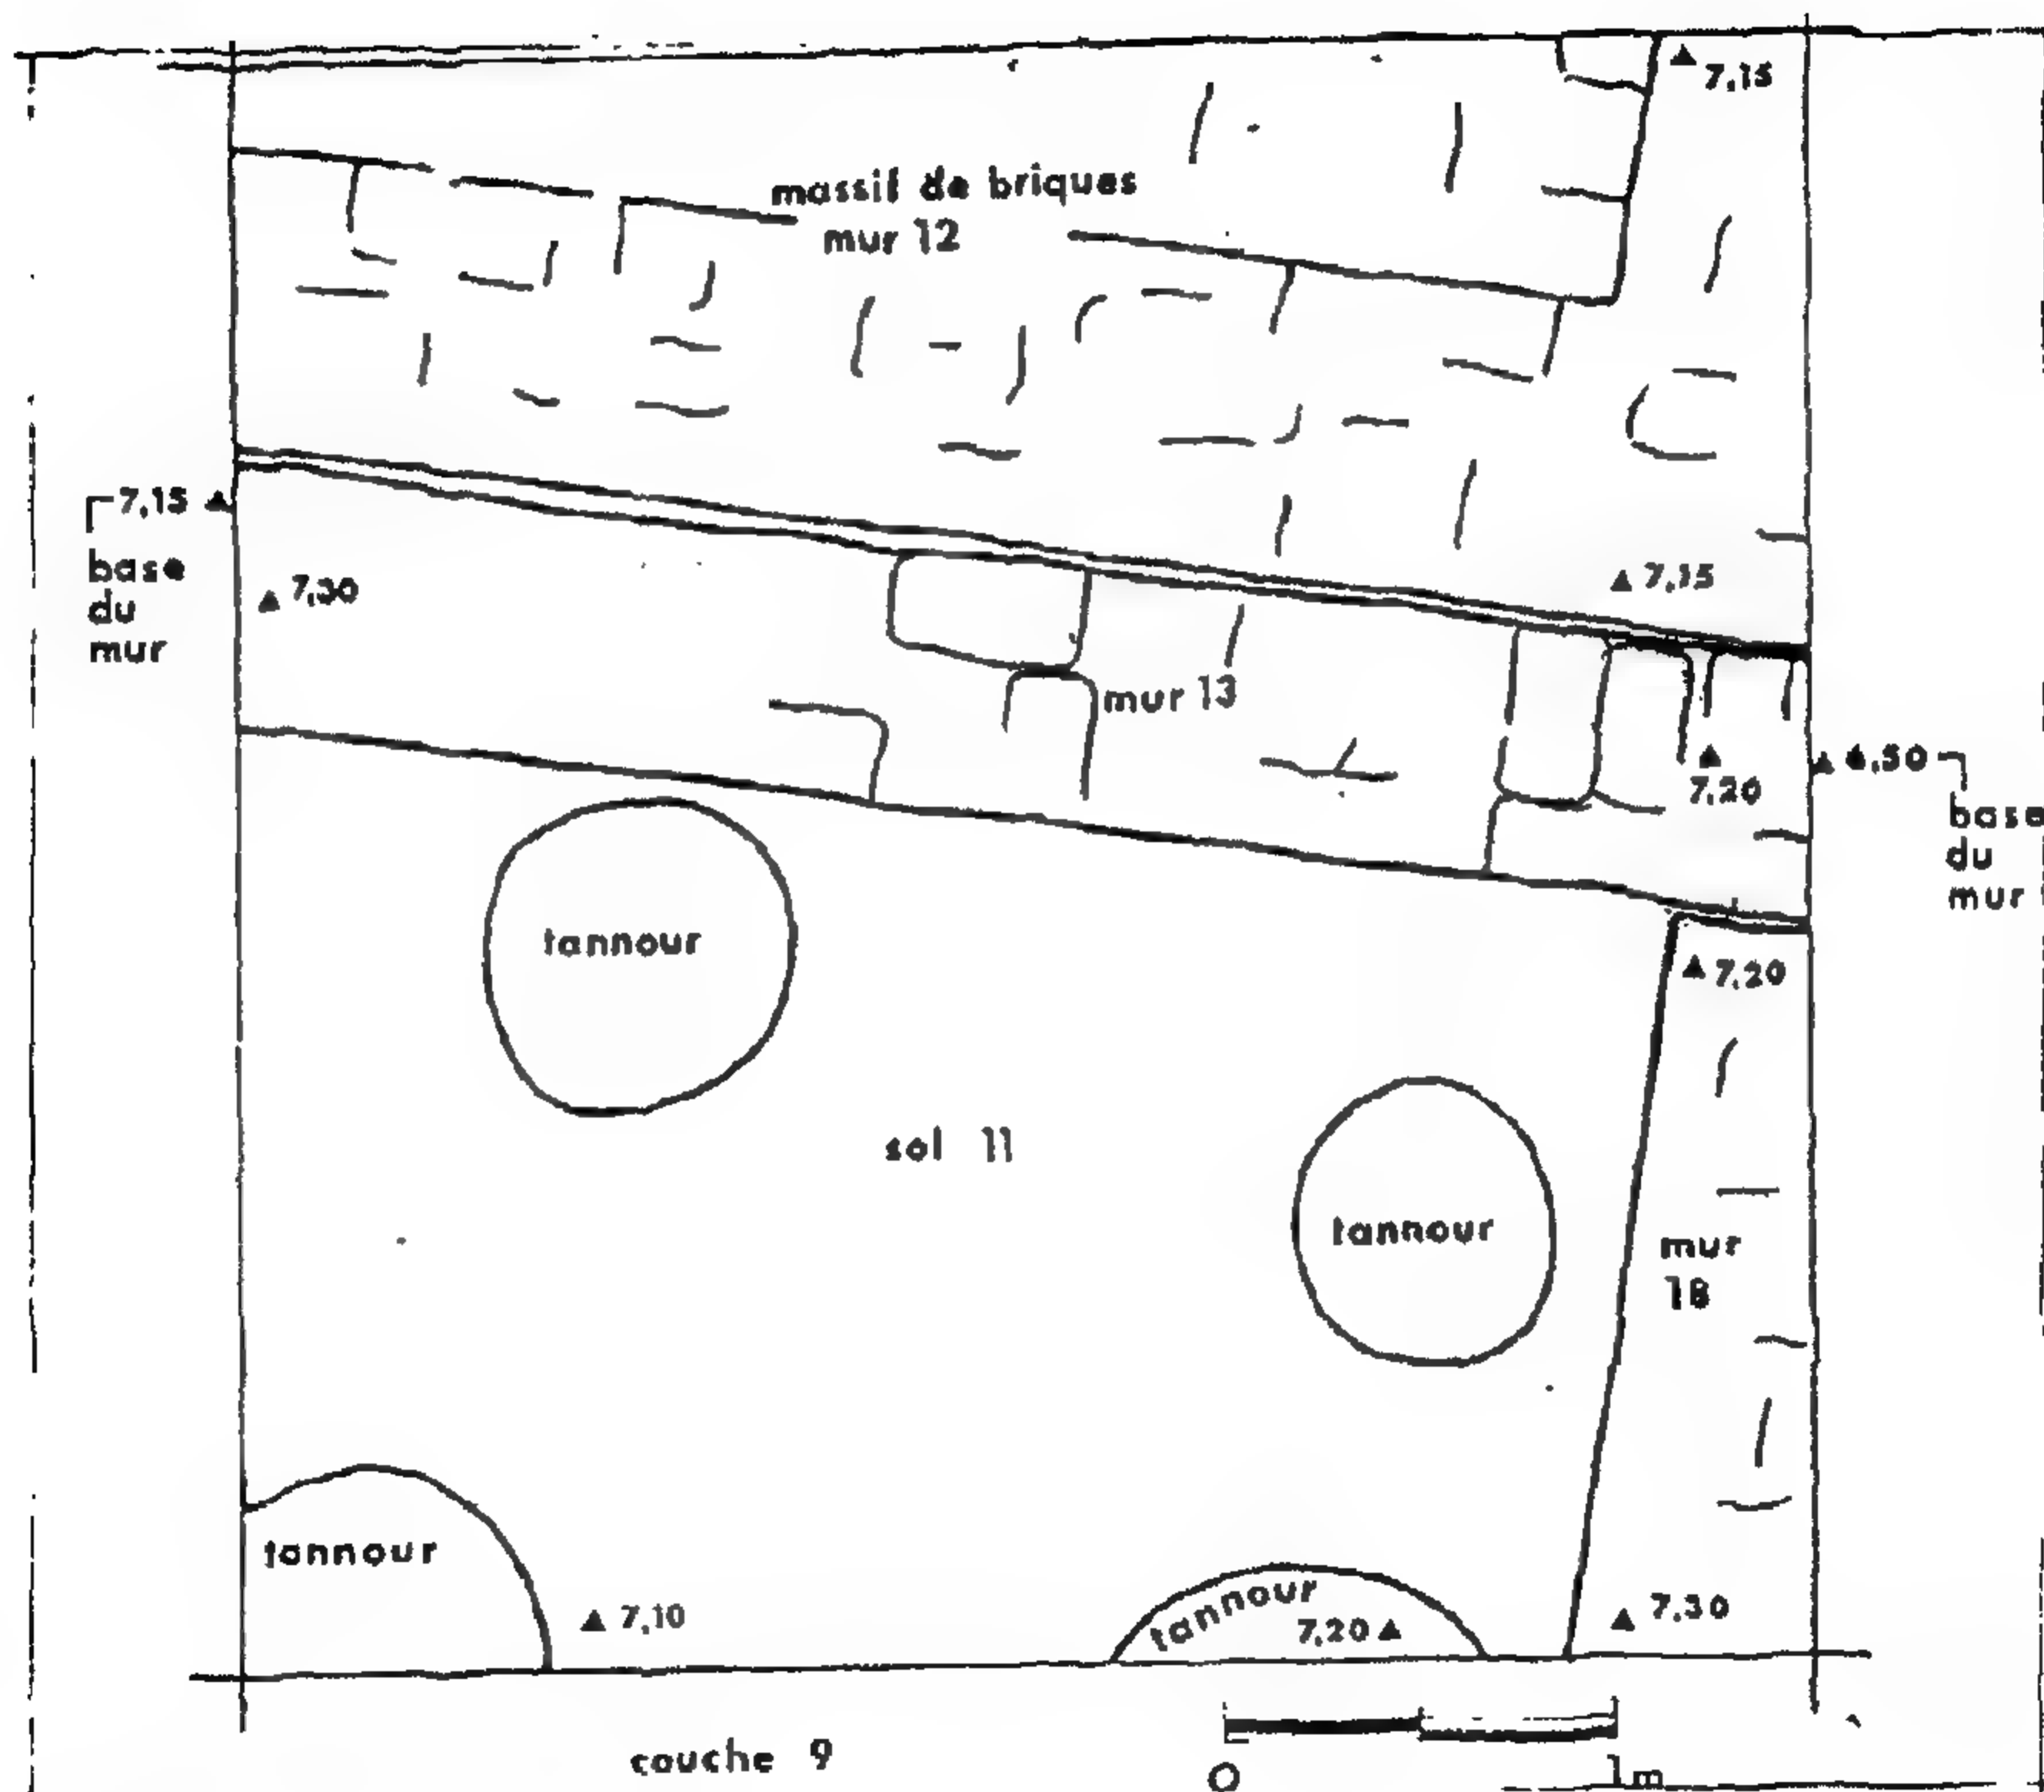 7,15
massif de briques
mur 12
7,15
base
du
mur
7,30
7,15
mur 13
7,20
6,50
base
du
mur
tannour
7,20
sol 11
tannour
mur
18
tannour
7,10
tannour
7,20
7,30
couche 9
0
1m